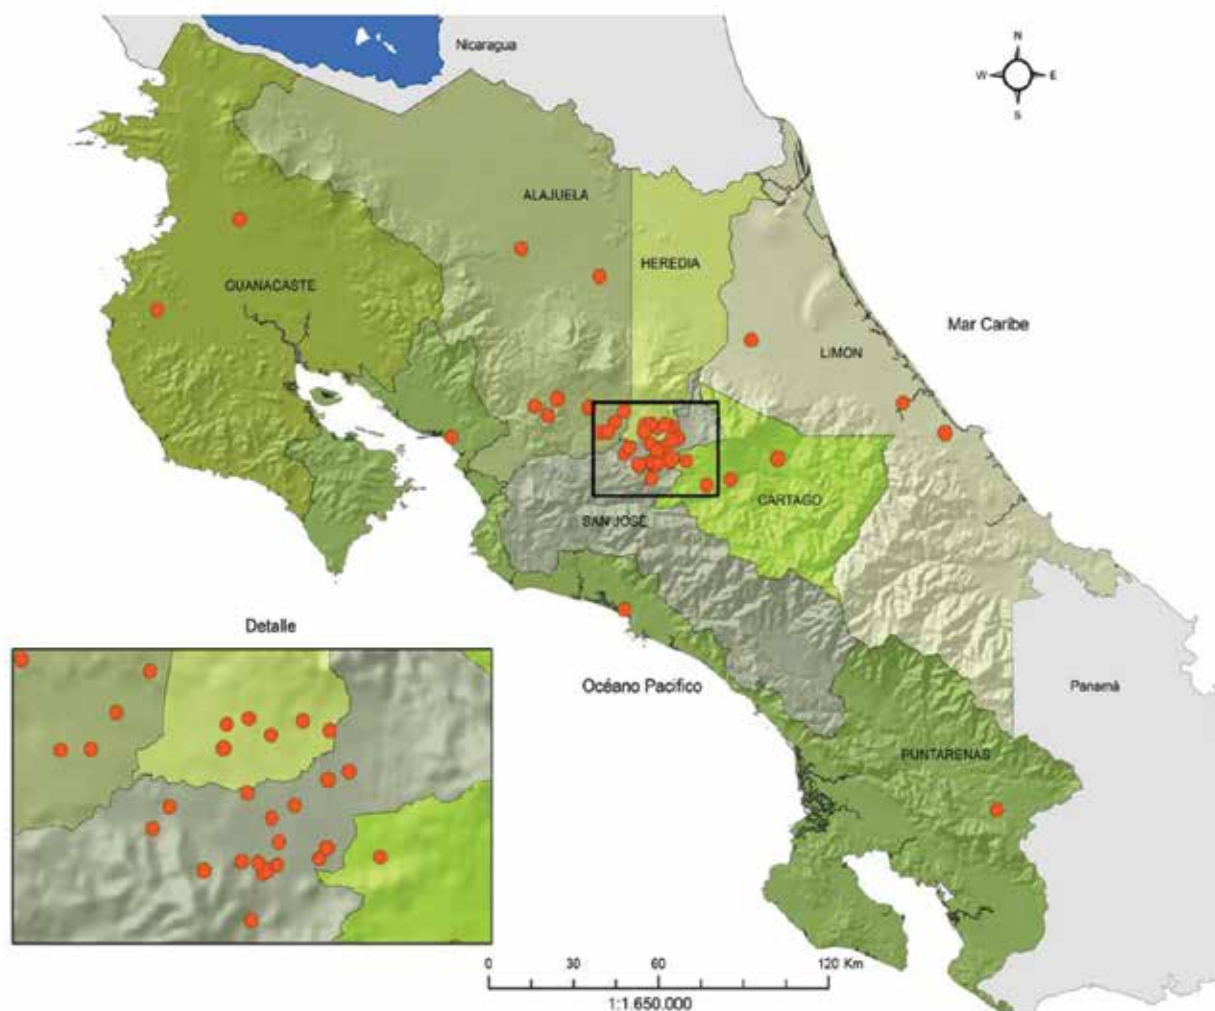 Nicaragua
N
W E
S
ALAJUELA
HEREDIA
GUANACASTE
Mar Caribe
LIMON
CARTAGO
SAN JOSÉ
Detalle
Océano Pacifico
Panamá
PUNTARENAS
0 30 60 120 Km
1:1.650.000